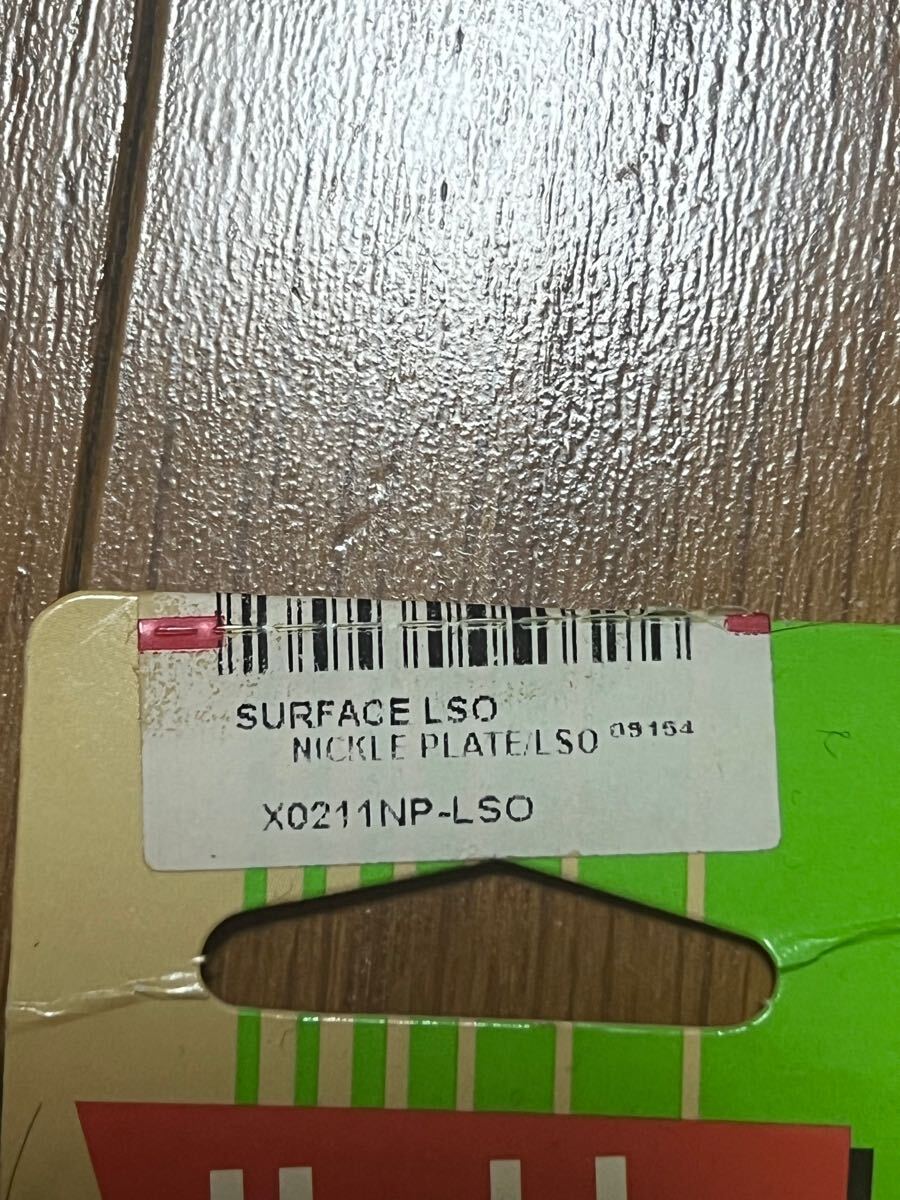 SURFACE LSO
NICKLE PLATE/LSO 09154
X0211NP-LSO